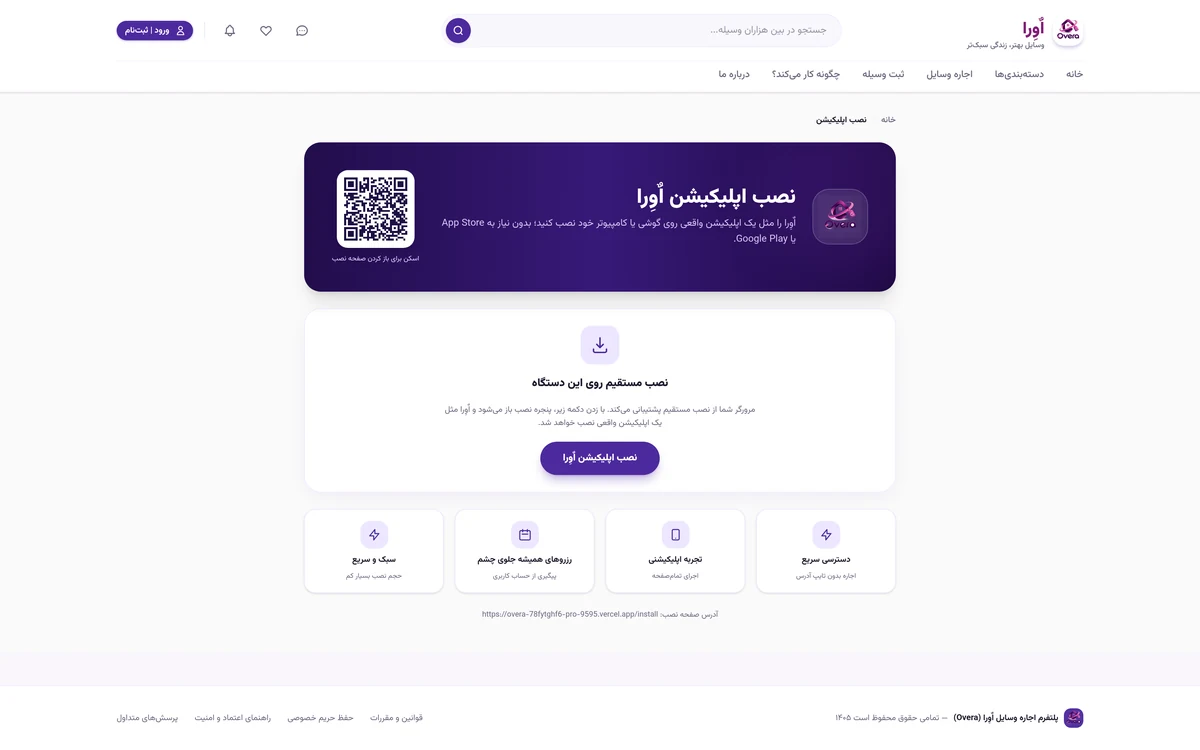 Overa
اُوِرا
وسایل بهتر، زندگی سبک‌تر
جستجو در بین هزاران وسیله...
ورود | ثبت‌نام
خانه
دسته‌بندی‌ها
اجاره وسایل
ثبت وسیله
چگونه کار می‌کند؟
درباره ما
خانه
نصب اپلیکیشن
نصب اپلیکیشن اُوِرا
اُورا را مثل یک اپلیکیشن واقعی روی گوشی یا کامپیوتر خود نصب کنید؛ بدون نیاز به App Store
یا Google Play.
اسکن برای باز کردن صفحه نصب
نصب مستقیم روی این دستگاه
مرورگر شما از نصب مستقیم پشتیبانی می‌کند. با زدن دکمه زیر، پنجره نصب باز می‌شود و اُورا مثل
یک اپلیکیشن واقعی نصب خواهد شد.
نصب اپلیکیشن اُوِرا
دسترسی سریع
اجاره بدون تایپ آدرس
تجربه اپلیکیشنی
اجرای تمام‌صفحه
رزروهای همیشه جلوی چشم
پیگیری از حساب کاربری
سبک و سریع
حجم نصب بسیار کم
آدرس صفحه نصب: https://overa-78fytghf6-pro-9595.vercel.app/install
پلتفرم اجاره وسایل اُورا (Overa) — تمامی حقوق محفوظ است ۱۴۰۵
قوانین و مقررات
حفظ حریم خصوصی
راهنمای اعتماد و امنیت
پرسش‌های متداول